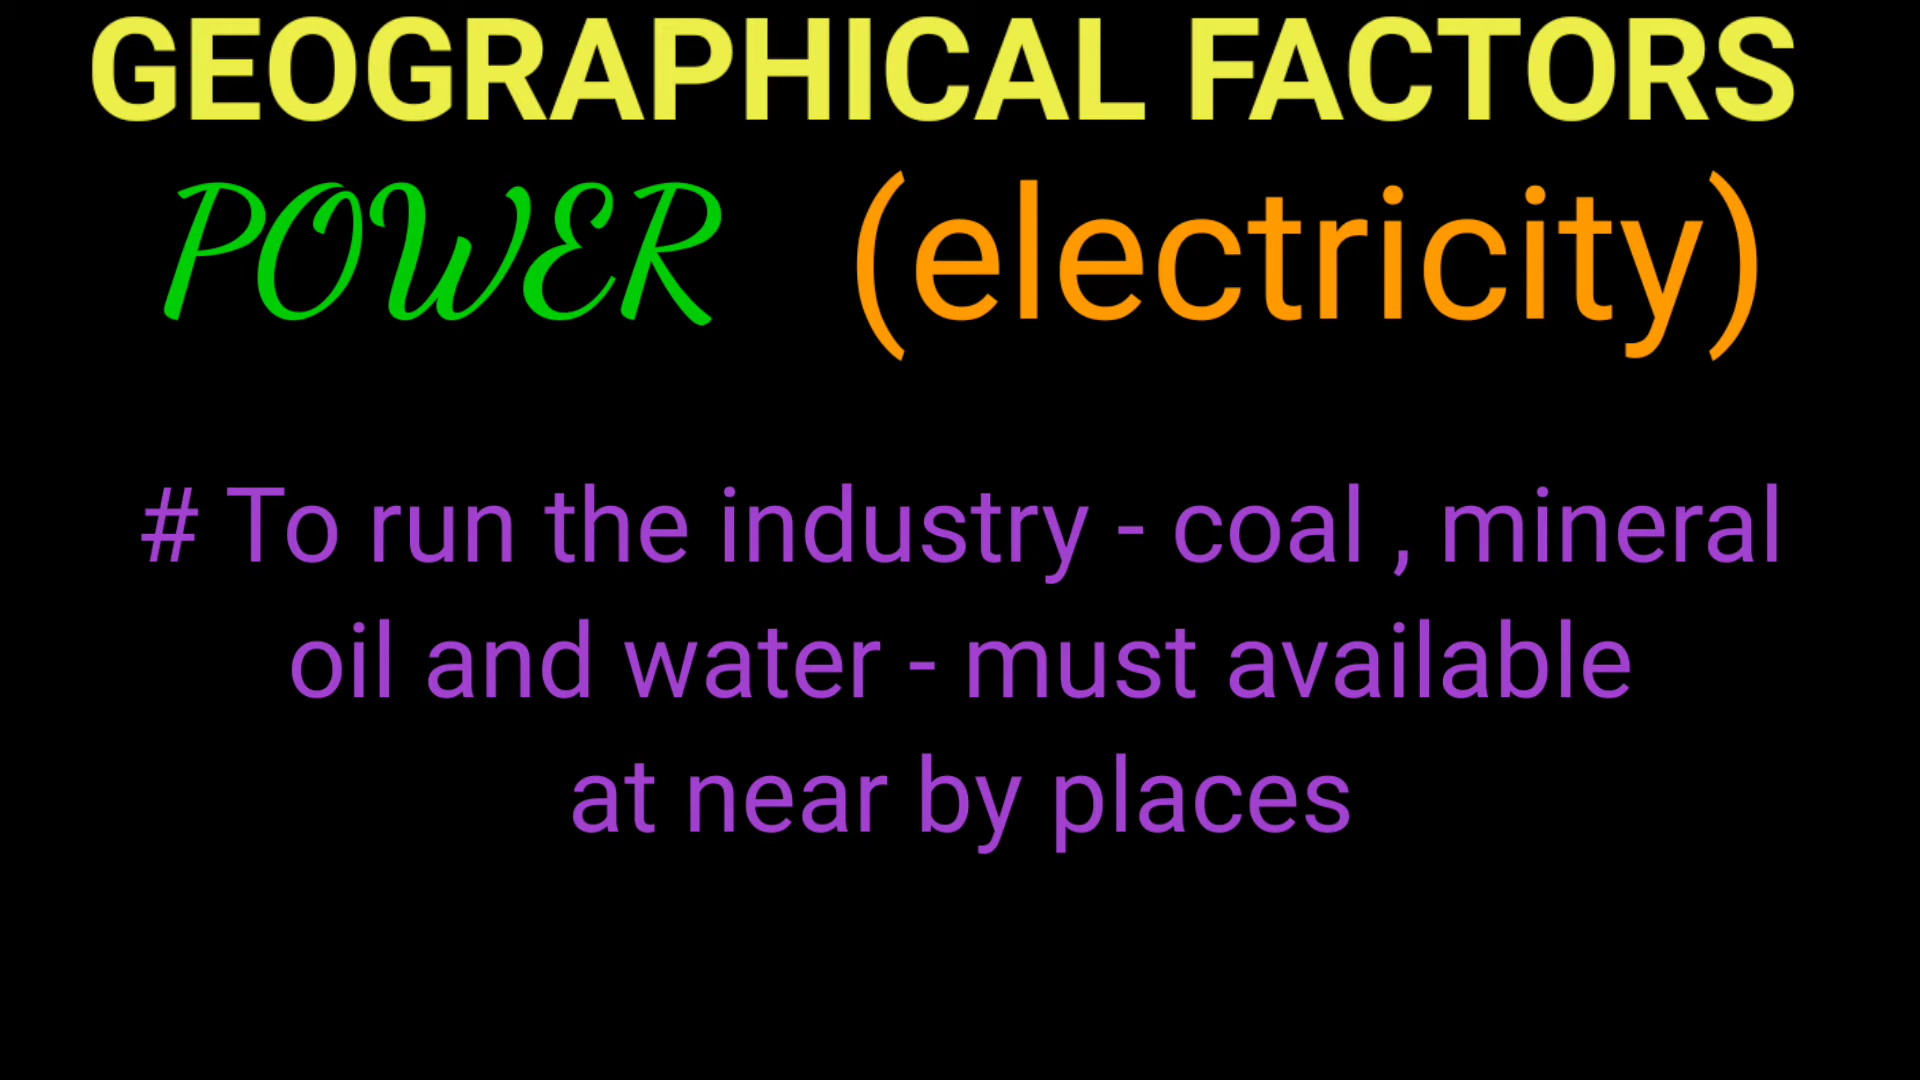 GEOGRAPHICAL FACTORS
POWER (electricity)
# To run the industry - coal , mineral
oil and water - must available
at near by places